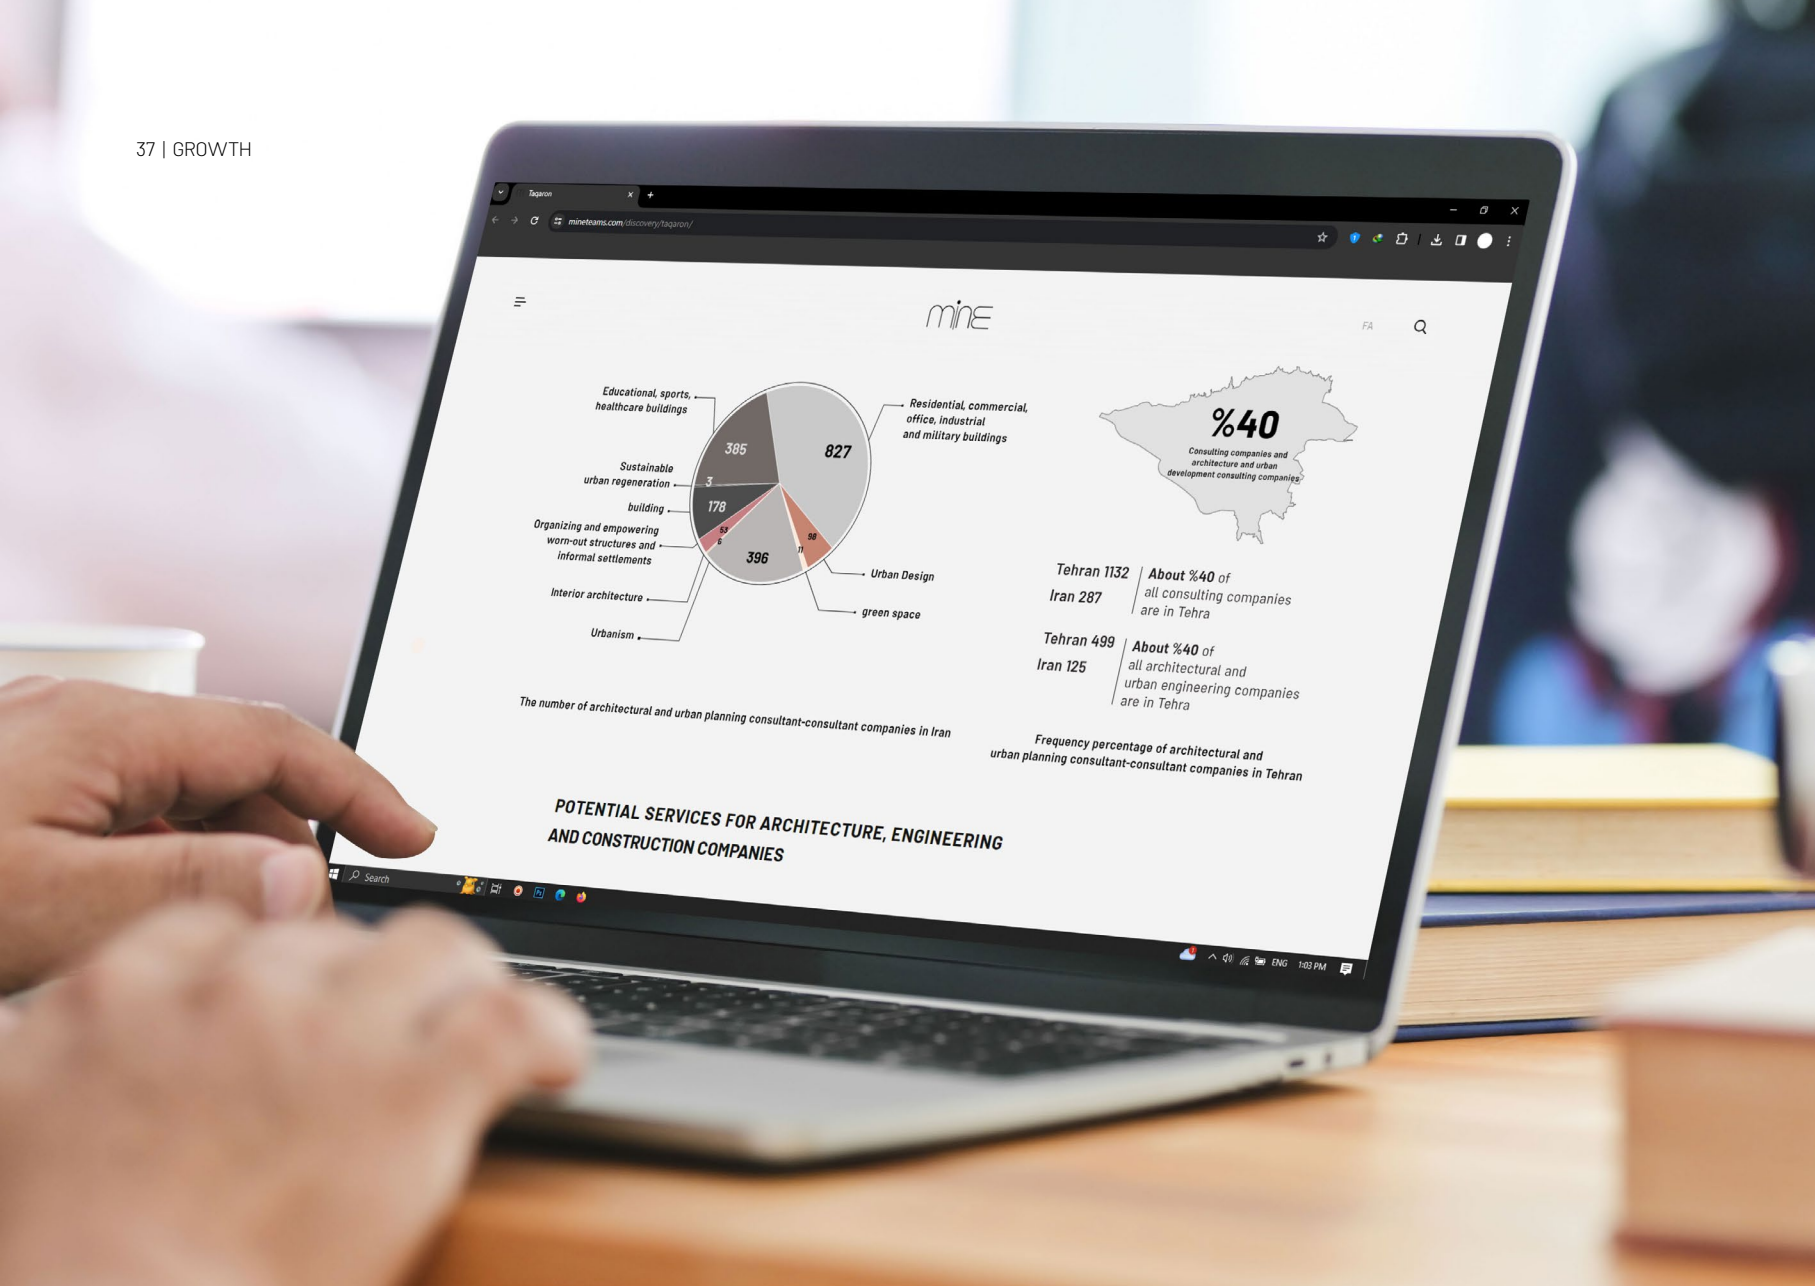 37 | GROWTH
Taqaron
mineteams.com/discovery/taqaron/
minE
FA
Educational, sports,
healthcare buildings
Sustainable
urban regeneration
building
Organizing and empowering
worn-out structures and
informal settlements
Interior architecture
Urbanism
385
3
178
53
6
396
11
98
827
Residential, commercial,
office, industrial
and military buildings
Urban Design
green space
The number of architectural and urban planning consultant-consultant companies in Iran
%40
Consulting companies and
architecture and urban
development consulting companies
Tehran 1132
Iran 287
About %40 of
all consulting companies
are in Tehra
Tehran 499
Iran 125
About %40 of
all architectural and
urban engineering companies
are in Tehra
Frequency percentage of architectural and
urban planning consultant-consultant companies in Tehran
POTENTIAL SERVICES FOR ARCHITECTURE, ENGINEERING
AND CONSTRUCTION COMPANIES
Search
Ps
ENG
1:03 PM